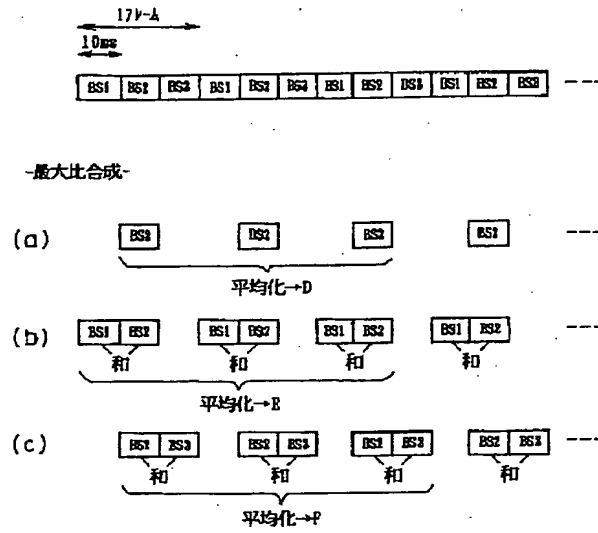 1フレーム
10ms
BS1 BS2 BS3 BS1 BS2 BS3 BS1 BS2 BS3 BS1 BS2 BS3
-最大比合成-
(a) BS2 BS2 BS2 BS2
平均化→D
(b) BS1 BS2 BS1 BS2 BS1 BS2 BS1 BS2
和 和 和 和
平均化→E
(c) BS2 BS3 BS2 BS3 BS2 BS3 BS2 BS3
和 和 和 和
平均化→F